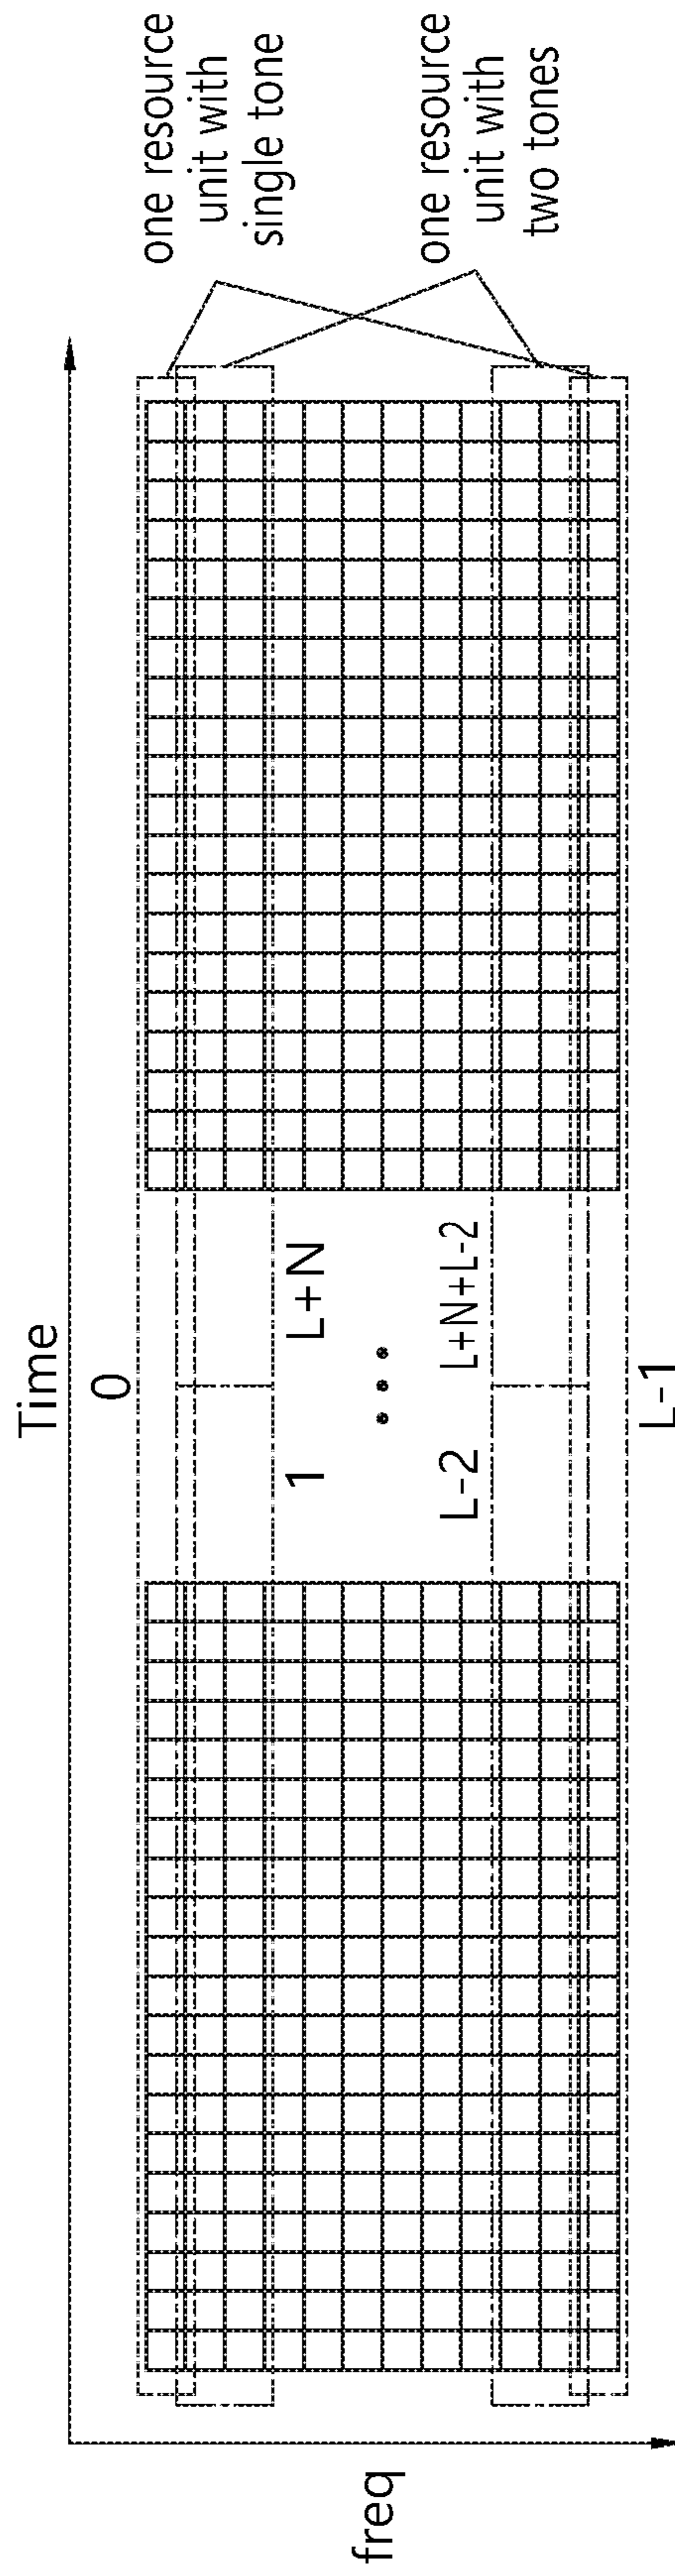 Time
0
one resource
unit with
single tone
1
L+N
L-2
L+N+L-2
one resource
unit with
two tones
L-1
freq